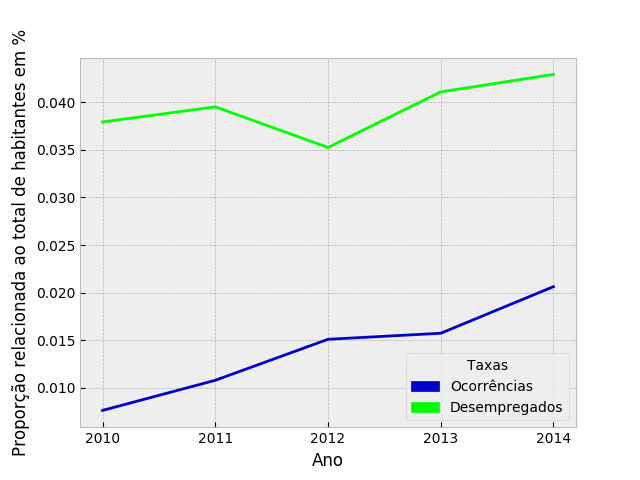 Proporção relacionada ao total de habitantes em %
0.040
0.035
0.030
0.025
0.020
0.015
0.010
Taxas
Ocorrências
Desempregados
2010 2011 2012 2013 2014
Ano